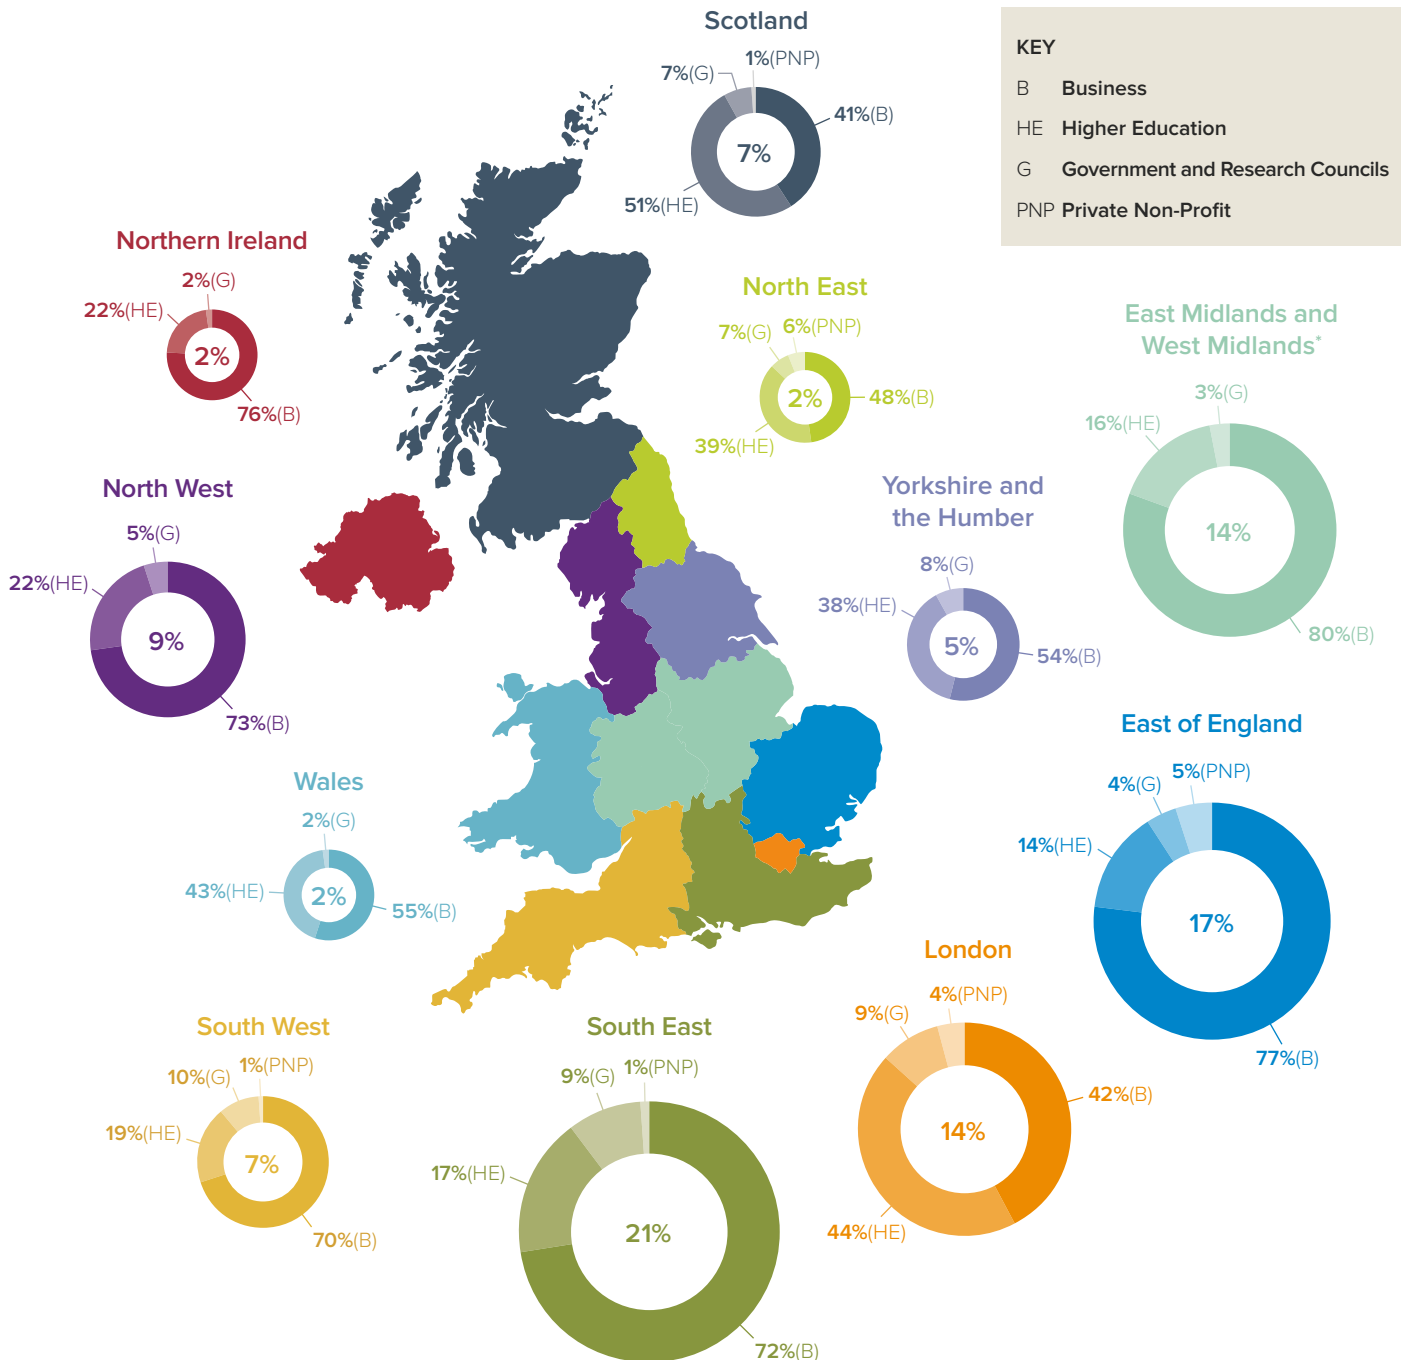 Scotland
1%(PNP)
7%(G)
41%(B)
7%
51%(HE)
KEY
B Business
HE Higher Education
G Government and Research Councils
PNP Private Non-Profit
Northern Ireland
2%(G)
22%(HE)
2%
76%(B)
North East
7%(G)
6%(PNP)
2%
48%(B)
39%(HE)
East Midlands and
West Midlands*
3%(G)
16%(HE)
14%
80%(B)
North West
5%(G)
22%(HE)
9%
73%(B)
Yorkshire and
the Humber
8%(G)
38%(HE)
5%
54%(B)
East of England
5%(PNP)
4%(G)
14%(HE)
17%
77%(B)
Wales
2%(G)
43%(HE)
2%
55%(B)
London
4%(PNP)
9%(G)
42%(B)
14%
44%(HE)
South West
1%(PNP)
10%(G)
19%(HE)
7%
70%(B)
South East
1%(PNP)
9%(G)
17%(HE)
21%
72%(B)